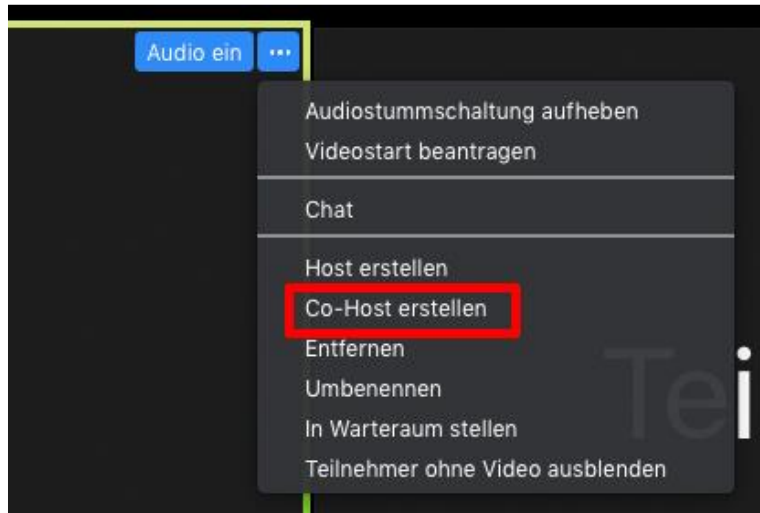 Audio ein ...
Audiostummschaltung aufheben
Videostart beantragen
Chat
Host erstellen
Co-Host erstellen
Entfernen
Umbenennen
In Warteraum stellen
Teilnehmer ohne Video ausblenden
Tei